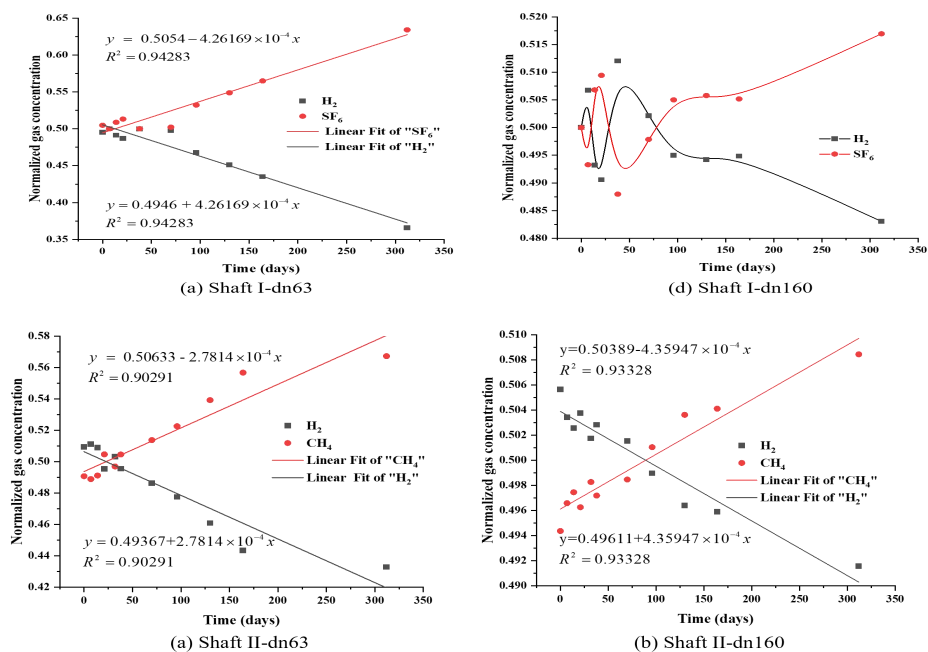 0.65
0.60
0.55
0.50
0.45
0.40
0.35
Normalized gas concentration
y = 0.5054 – 4.26169×10⁻⁴ x
R² = 0.94283
H₂
SF₆
Linear Fit of "SF₆"
Linear Fit of "H₂"
y = 0.4946 + 4.26169×10⁻⁴ x
R² = 0.94283
0 50 100 150 200 250 300 350
Time (days)
(a) Shaft I-dn63
0.520
0.515
0.510
0.505
0.500
0.495
0.490
0.485
0.480
Normalized gas concentration
H₂
SF₆
0 50 100 150 200 250 300 350
Time (days)
(d) Shaft I-dn160
0.58
0.56
0.54
0.52
0.50
0.48
0.46
0.44
0.42
Normalized gas concentration
y = 0.50633 - 2.7814×10⁻⁴ x
R² = 0.90291
H₂
CH₄
Linear Fit of "CH₄"
Linear Fit of "H₂"
y = 0.49367+2.7814×10⁻⁴ x
R² = 0.90291
0 50 100 150 200 250 300 350
Time (days)
(a) Shaft II-dn63
0.510
0.508
0.506
0.504
0.502
0.500
0.498
0.496
0.494
0.492
0.490
Normalized gas concentration
y=0.50389-4.35947×10⁻⁴ x
R² = 0.93328
H₂
CH₄
Linear Fit of "CH₄"
Linear Fit of "H₂"
y=0.49611+4.35947×10⁻⁴ x
R² = 0.93328
0 50 100 150 200 250 300 350
Time (days)
(b) Shaft II-dn160